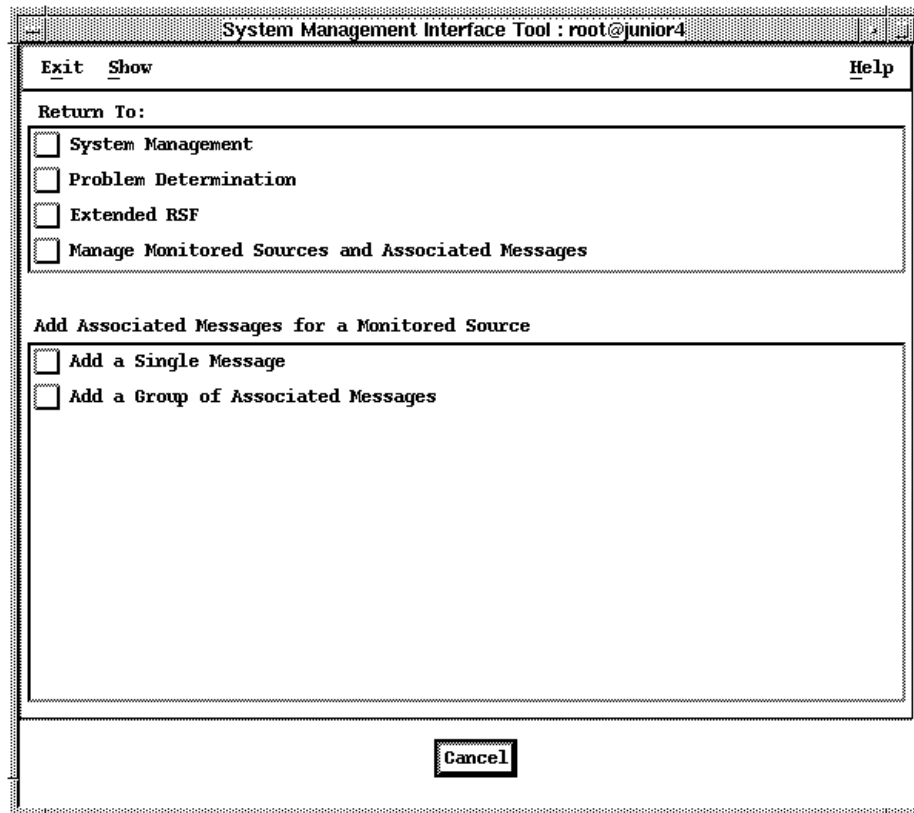 System Management Interface Tool : root@junior4
Exit Show Help
Return To:
System Management
Problem Determination
Extended RSF
Manage Monitored Sources and Associated Messages
Add Associated Messages for a Monitored Source
Add a Single Message
Add a Group of Associated Messages
Cancel